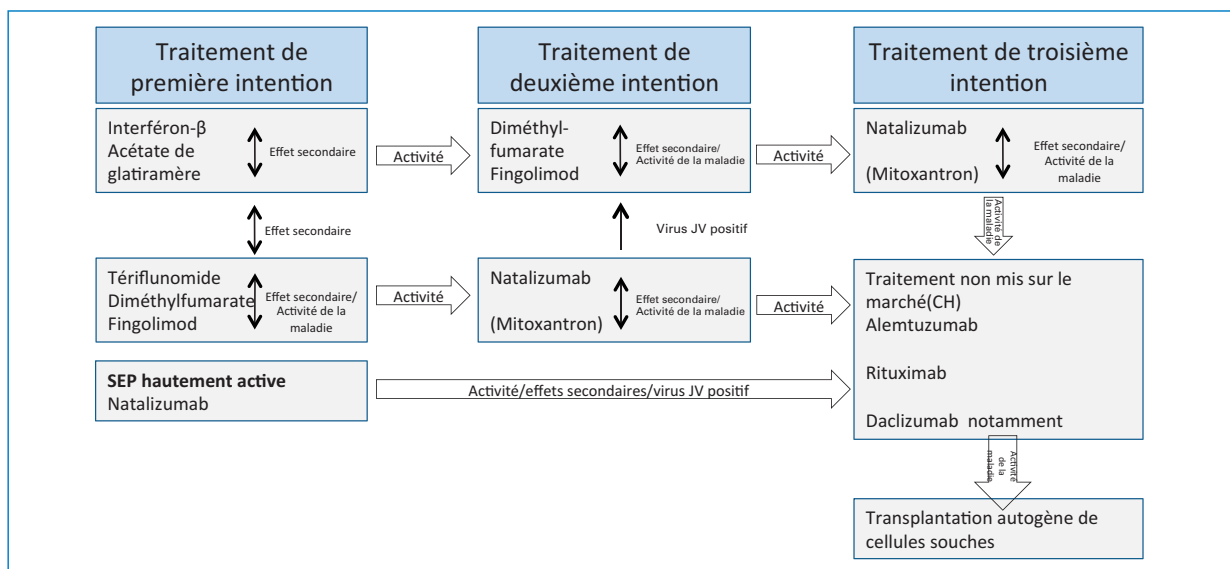 Traitement de
première intention
Traitement de
deuxième intention
Traitement de troisième
intention
Interféron-β
Acétate de
glatiramère
Effet secondaire
Activité
Diméthyl-
fumarate
Fingolimod
Effet secondaire/
Activité de la maladie
Activité
Natalizumab
(Mitoxantron)
Effet secondaire/
Activité de la
maladie
Effet secondaire
Virus JV positif
Activité de
la maladie
Tériflunomide
Diméthylfumarate
Fingolimod
Effet secondaire/
Activité de la
maladie
Activité
Natalizumab
(Mitoxantron)
Effet secondaire/
Activité de la maladie
Activité
Traitement non mis sur le
marché(CH)
Alemtuzumab
Rituximab
Daclizumab notamment
SEP hautement active
Natalizumab
Activité/effets secondaires/virus JV positif
Activité
de la
maladie
Transplantation autogène de
cellules souches